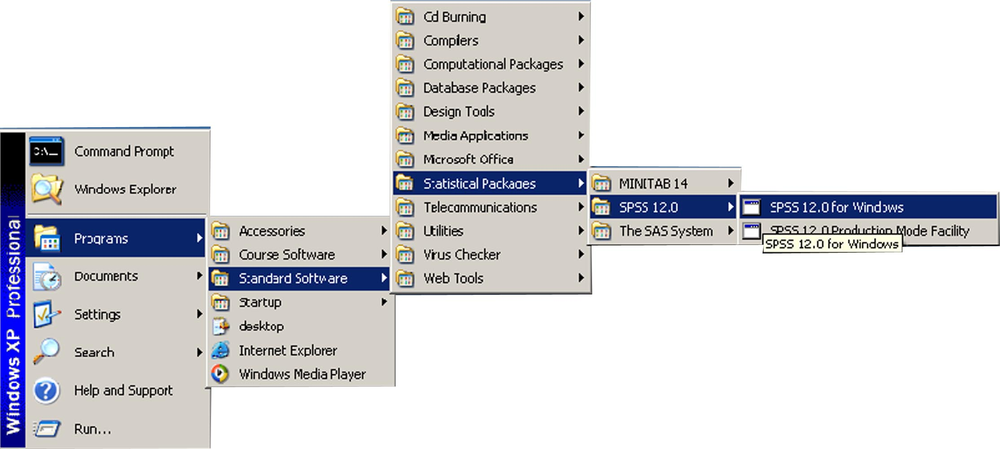 Windows XP Professional
C:\_
Command Prompt
Windows Explorer
Programs
Documents
Settings
Search
Help and Support
Run...
Accessories
Course Software
Standard Software
Startup
desktop
Internet Explorer
Windows Media Player
Cd Burning
Compilers
Computational Packages
Database Packages
Design Tools
Media Applications
Microsoft Office
Statistical Packages
Telecommunications
Utilities
Virus Checker
Web Tools
MINITAB 14
SPSS 12.0
The SAS System
SPSS 12.0 for Windows
SPSS 12.0 Production Mode Facility
SPSS 12.0 for Windows